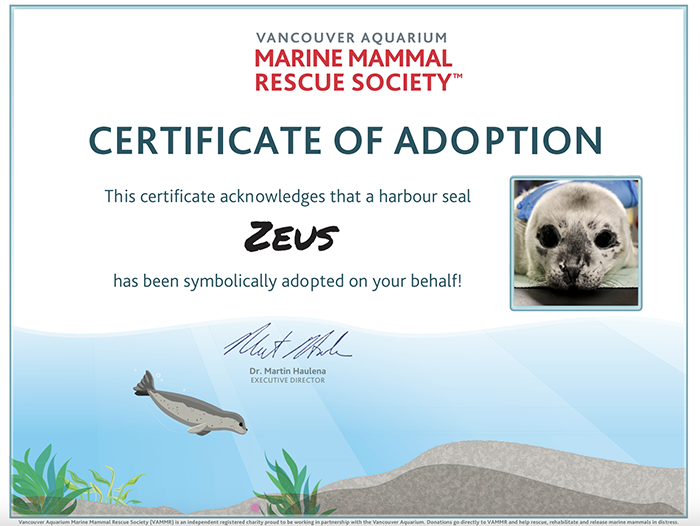 VANCOUVER AQUARIUM
MARINE MAMMAL
RESCUE SOCIETY™
CERTIFICATE OF ADOPTION
This certificate acknowledges that a harbour seal
ZEUS
has been symbolically adopted on your behalf!
Dr. Martin Haulena
EXECUTIVE DIRECTOR
Vancouver Aquarium Marine Mammal Rescue Society (VAMMR) is an independent registered charity proud to be working in partnership with the Vancouver Aquarium. Donations go directly to VAMMR and help rescue, rehabilitate and release marine mammals in distress.